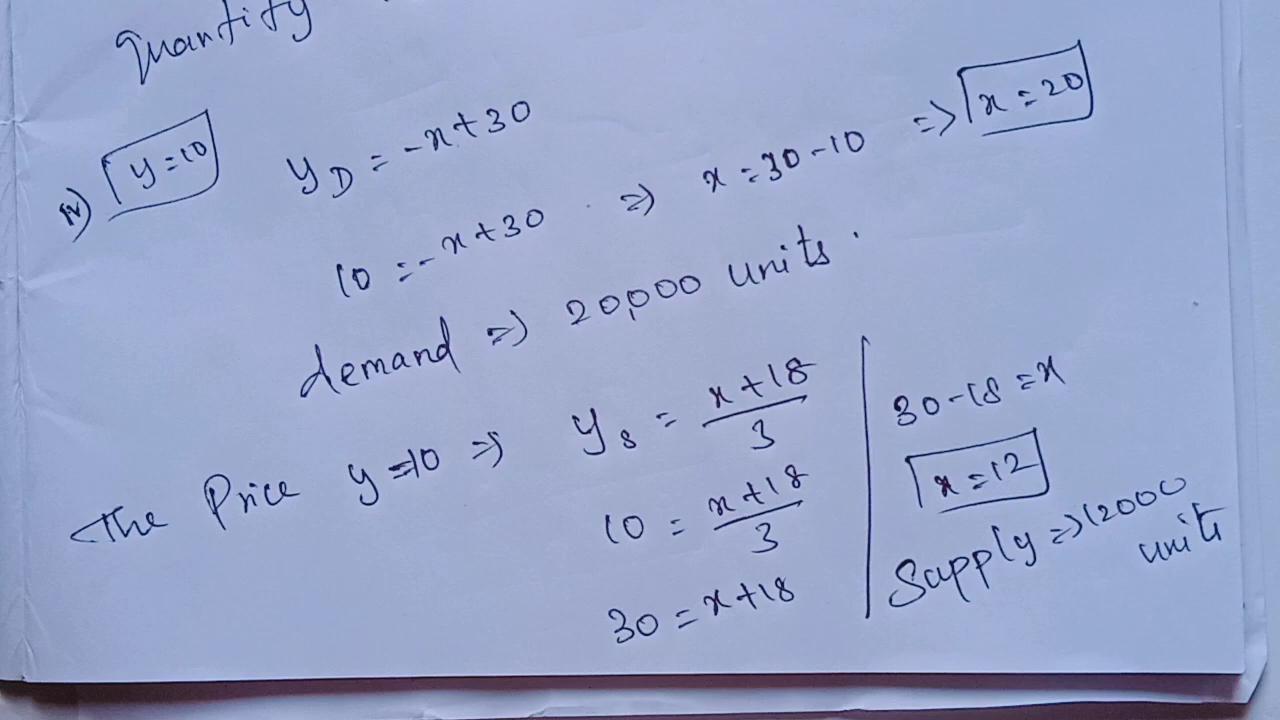 Quantity
iv) y=10 y_D = -x+30
10 = -x+30 => x = 30-10 => x = 20
demand => 20,000 units.
The Price y=10 => y_s = (x+18)/3
10 = (x+18)/3
30 = x+18
30-18 = x
x = 12
Supply => 12000
units